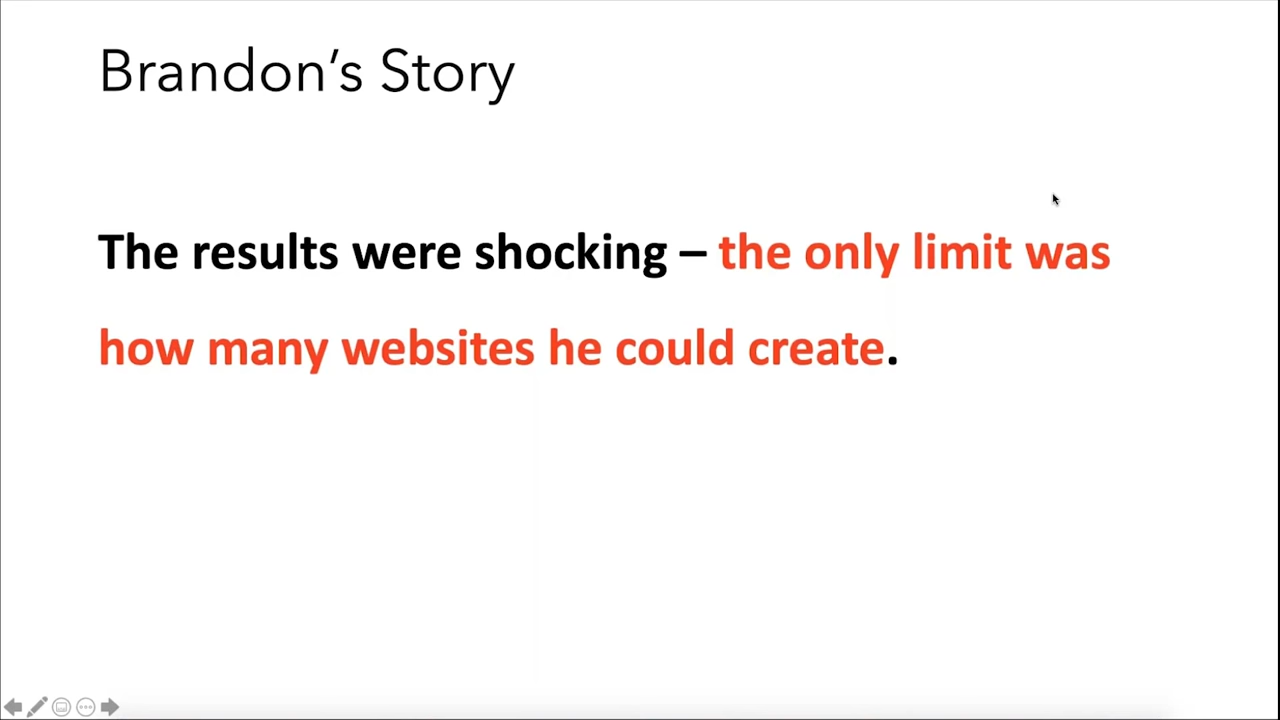 Brandon’s Story
The results were shocking – the only limit was
how many websites he could create.